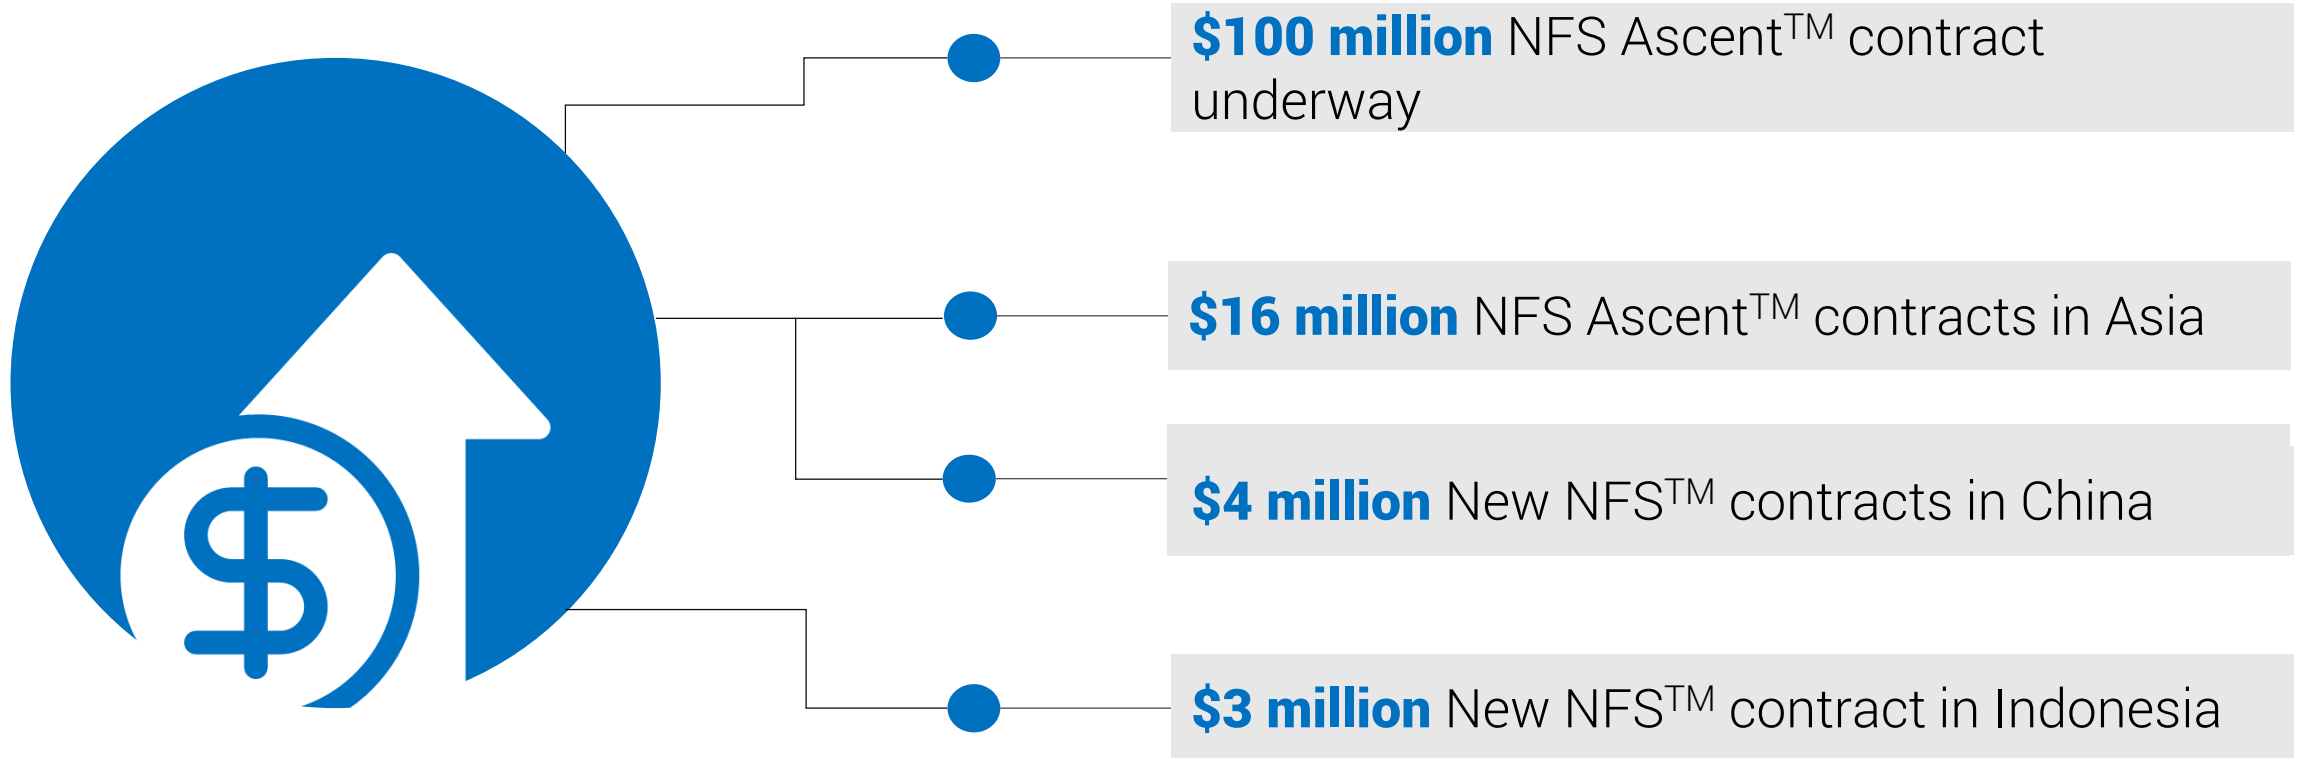 $100 million NFS Ascent™ contract
underway
$16 million NFS Ascent™ contracts in Asia
$4 million New NFS™ contracts in China
$3 million New NFS™ contract in Indonesia